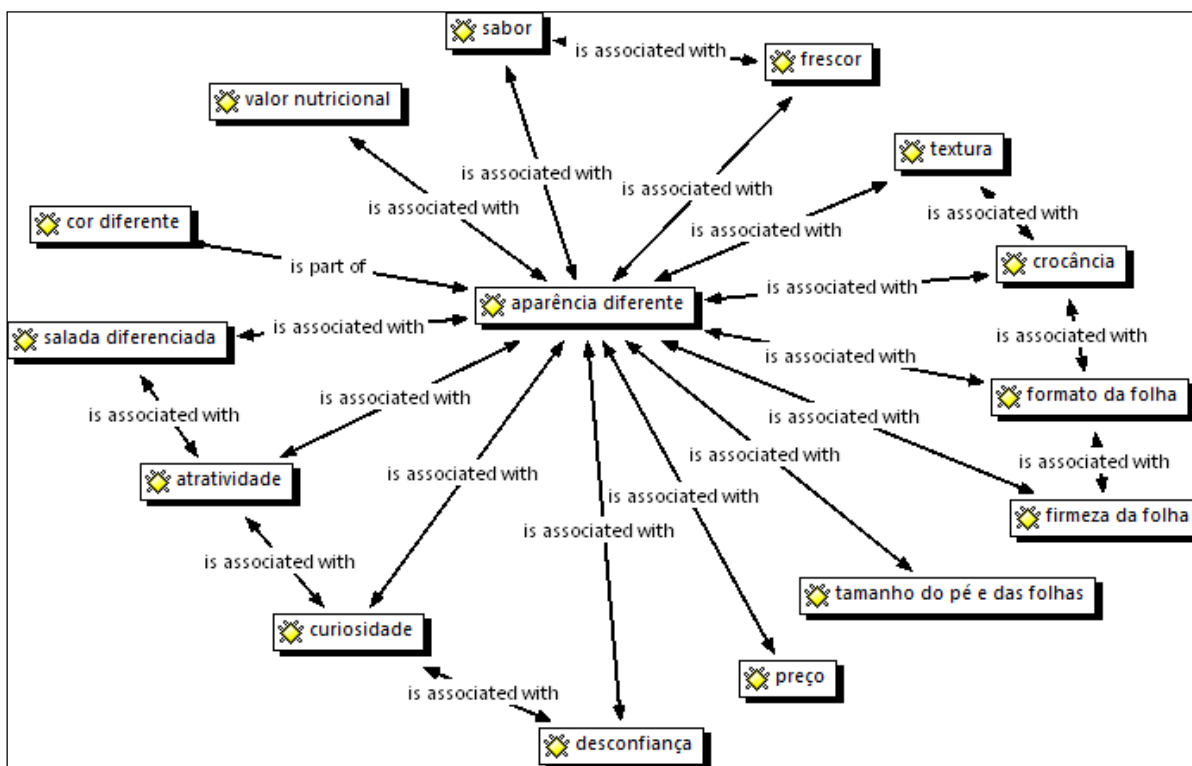 sabor
is associated with
frescor
valor nutricional
textura
is associated with
is associated with
is associated with
is associated with
cor diferente
is associated with
is part of
crocância
is associated with
aparência diferente
is associated with
salada diferenciada
is associated with
is associated with
formato da folha
is associated with
is associated with
is associated with
is associated with
is associated with
is associated with
atratividade
is associated with
firmeza da folha
is associated with
is associated with
tamanho do pé e das folhas
curiosidade
preço
is associated with
desconfiança